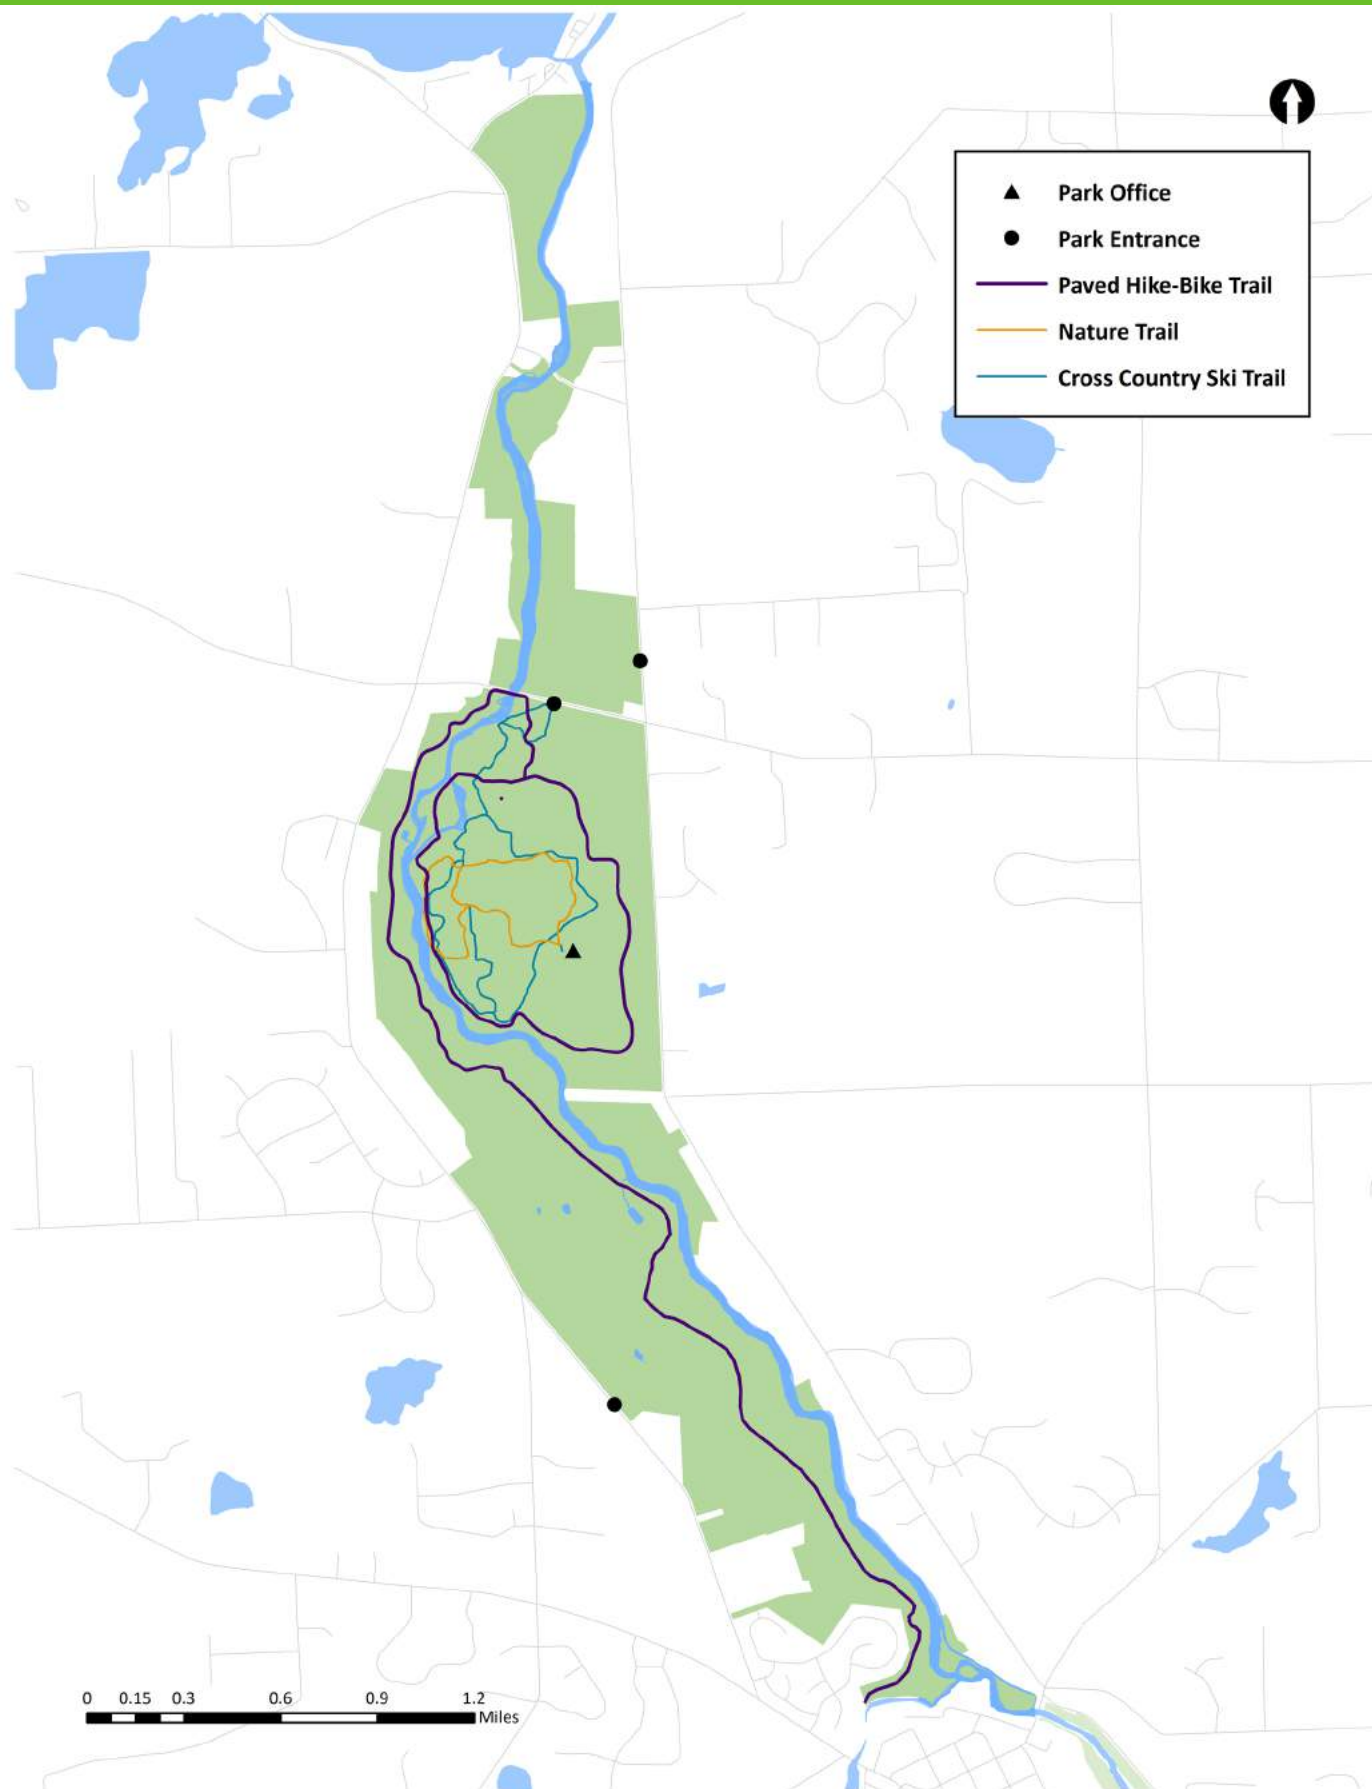 Park Office
Park Entrance
Paved Hike-Bike Trail
Nature Trail
Cross Country Ski Trail
0 0.15 0.3 0.6 0.9 1.2
Miles